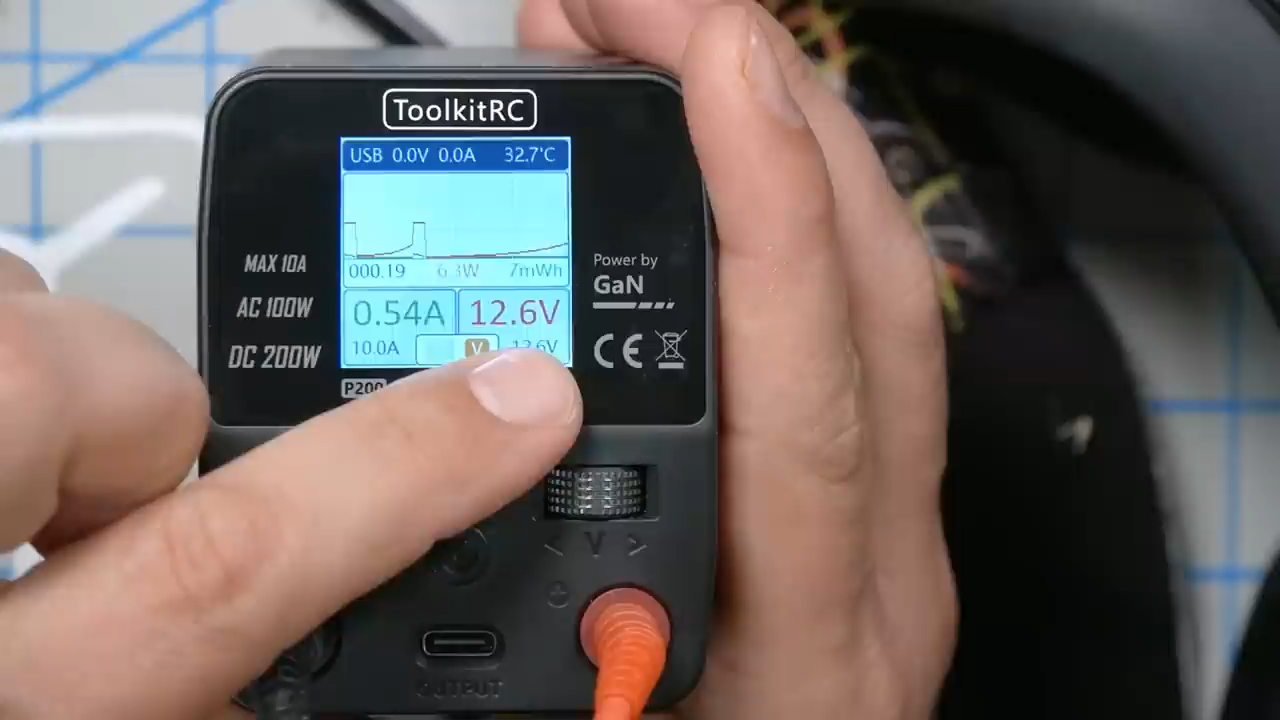 ToolkitRC
USB 0.0V 0.0A 32.7°C
MAX 10A
AC 100W
DC 200W
000.19 6.3W 7mWh
0.54A 12.6V
10.0A V 12.6V
Power by
GaN
CE
P200
< V >
OUTPUT